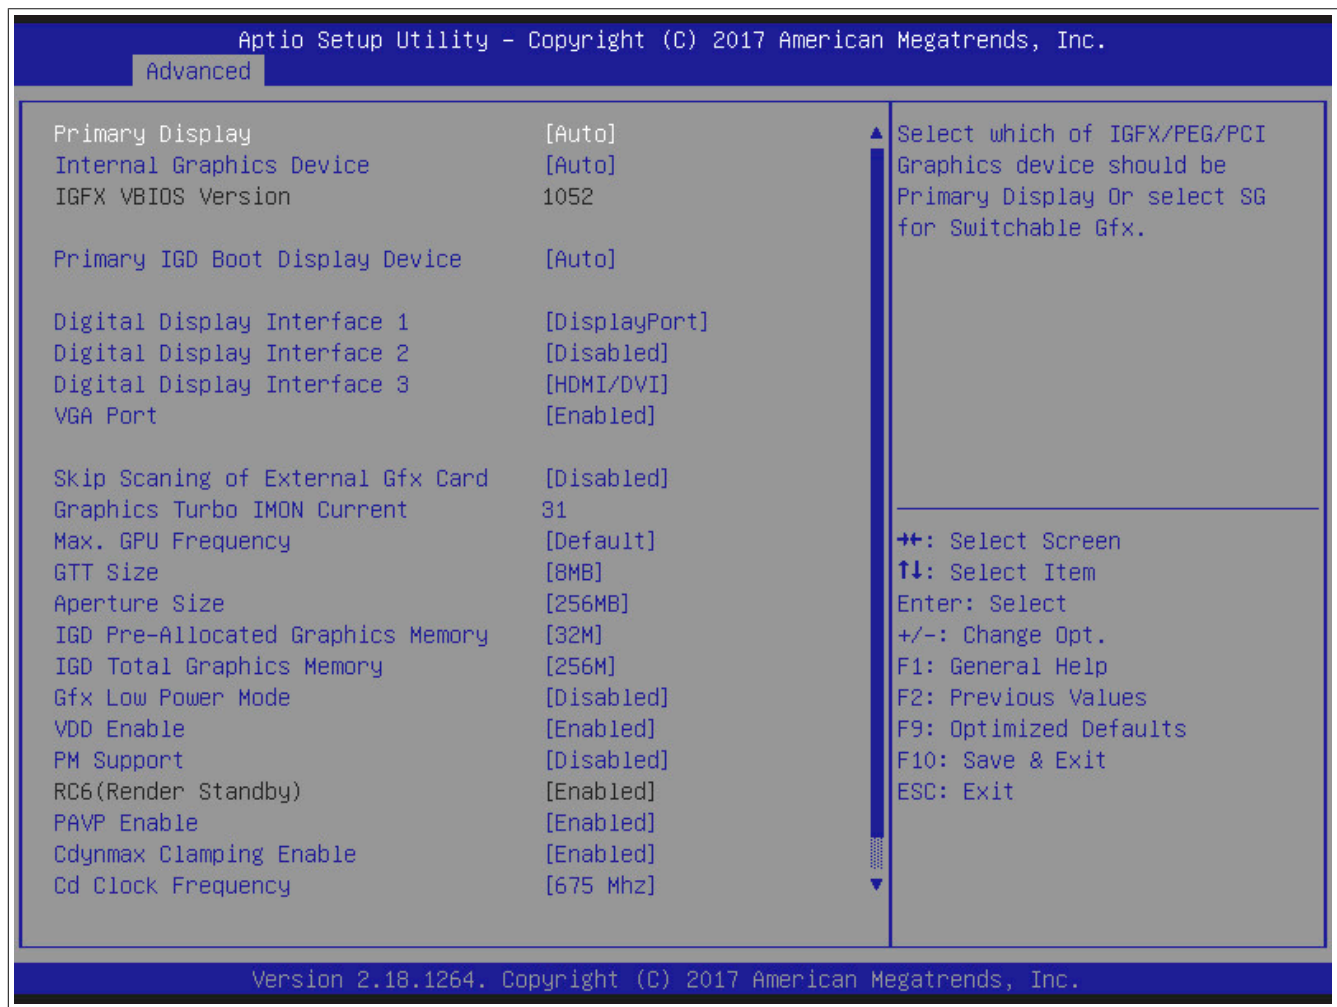 Aptio Setup Utility – Copyright (C) 2017 American Megatrends, Inc.
Advanced
Primary Display [Auto]
Internal Graphics Device [Auto]
IGFX VBIOS Version 1052
Primary IGD Boot Display Device [Auto]
Digital Display Interface 1 [DisplayPort]
Digital Display Interface 2 [Disabled]
Digital Display Interface 3 [HDMI/DVI]
VGA Port [Enabled]
Skip Scaning of External Gfx Card [Disabled]
Graphics Turbo IMON Current 31
Max. GPU Frequency [Default]
GTT Size [8MB]
Aperture Size [256MB]
IGD Pre-Allocated Graphics Memory [32M]
IGD Total Graphics Memory [256M]
Gfx Low Power Mode [Disabled]
VDD Enable [Enabled]
PM Support [Disabled]
RC6(Render Standby) [Enabled]
PAVP Enable [Enabled]
Cdynmax Clamping Enable [Enabled]
Cd Clock Frequency [675 Mhz]
Select which of IGFX/PEG/PCI
Graphics device should be
Primary Display Or select SG
for Switchable Gfx.
→←: Select Screen
↑↓: Select Item
Enter: Select
+/-: Change Opt.
F1: General Help
F2: Previous Values
F9: Optimized Defaults
F10: Save & Exit
ESC: Exit
Version 2.18.1264. Copyright (C) 2017 American Megatrends, Inc.